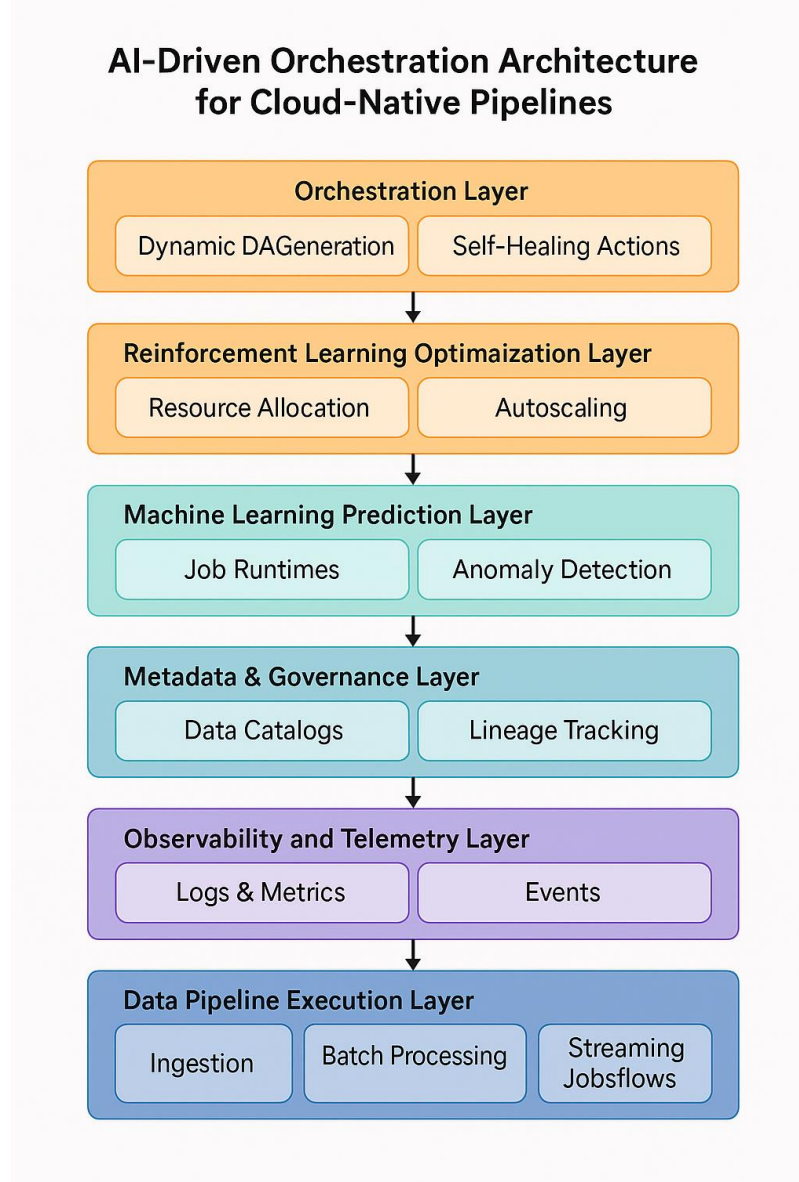 AI-Driven Orchestration Architecture
for Cloud-Native Pipelines
Orchestration Layer
Dynamic DAGeneration
Self-Healing Actions
Reinforcement Learning Optimaization Layer
Resource Allocation
Autoscaling
Machine Learning Prediction Layer
Job Runtimes
Anomaly Detection
Metadata & Governance Layer
Data Catalogs
Lineage Tracking
Observability and Telemetry Layer
Logs & Metrics
Events
Data Pipeline Execution Layer
Ingestion
Batch Processing
Streaming
Jobsflows